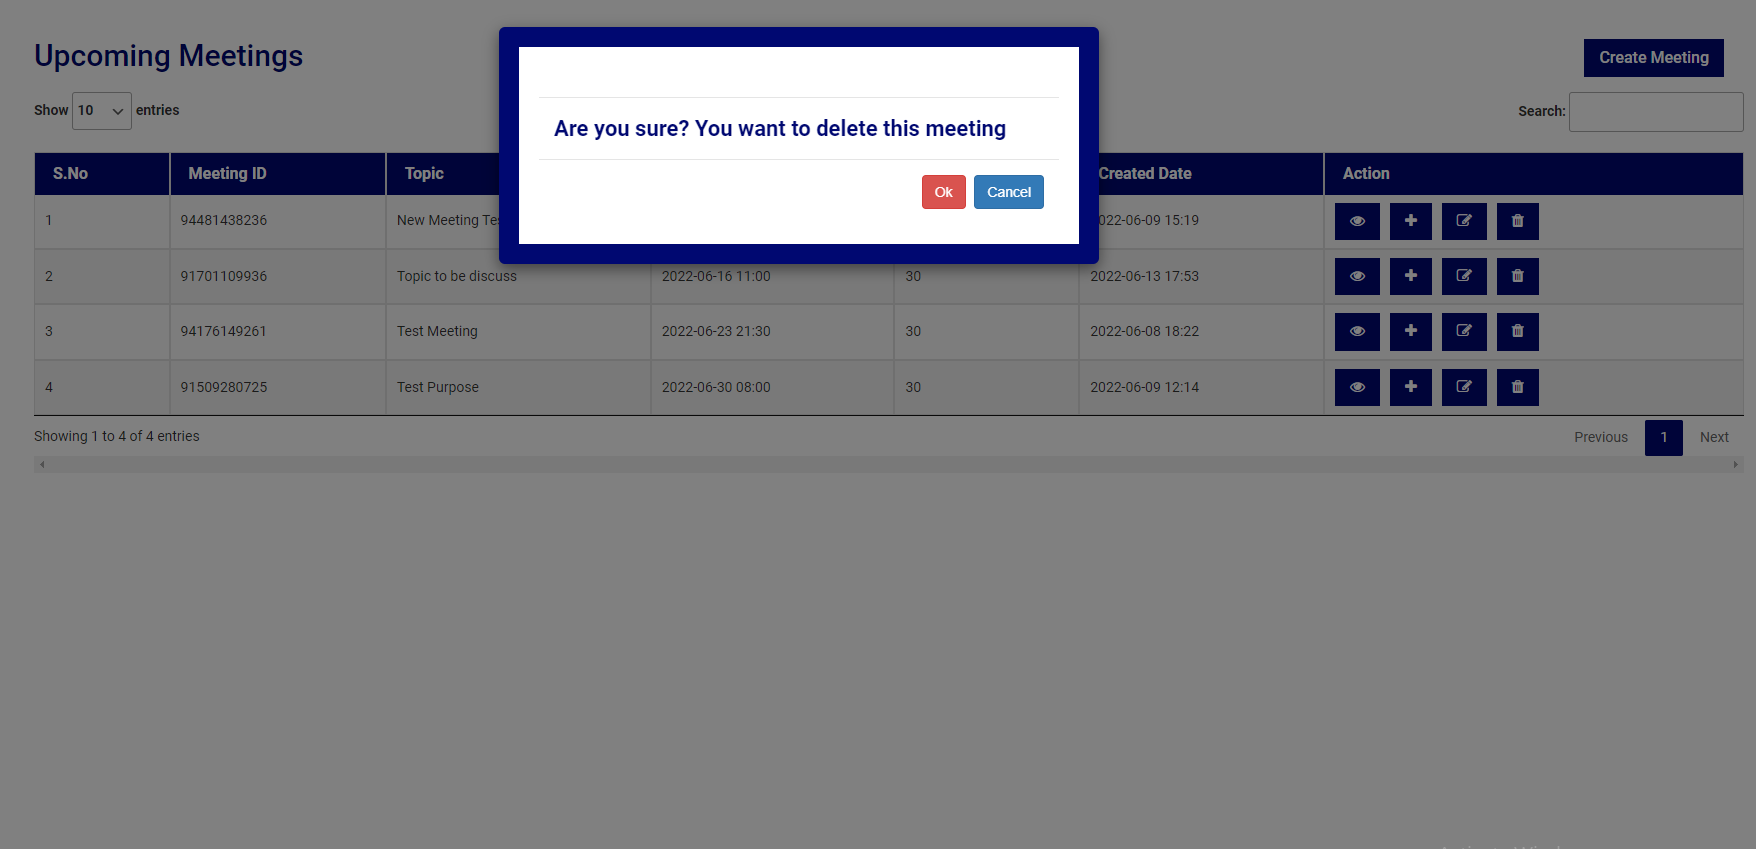 Upcoming Meetings
Create Meeting
Show 10 entries
Search:
Are you sure? You want to delete this meeting
Ok Cancel
S.No Meeting ID Topic Created Date Action
1 94481438236 New Meeting 2022-06-09 15:19
2 91701109936 Topic to be discuss 2022-06-16 11:00 30 2022-06-13 17:53
3 94176149261 Test Meeting 2022-06-23 21:30 30 2022-06-08 18:22
4 91509280725 Test Purpose 2022-06-30 08:00 30 2022-06-09 12:14
Showing 1 to 4 of 4 entries
Previous 1 Next